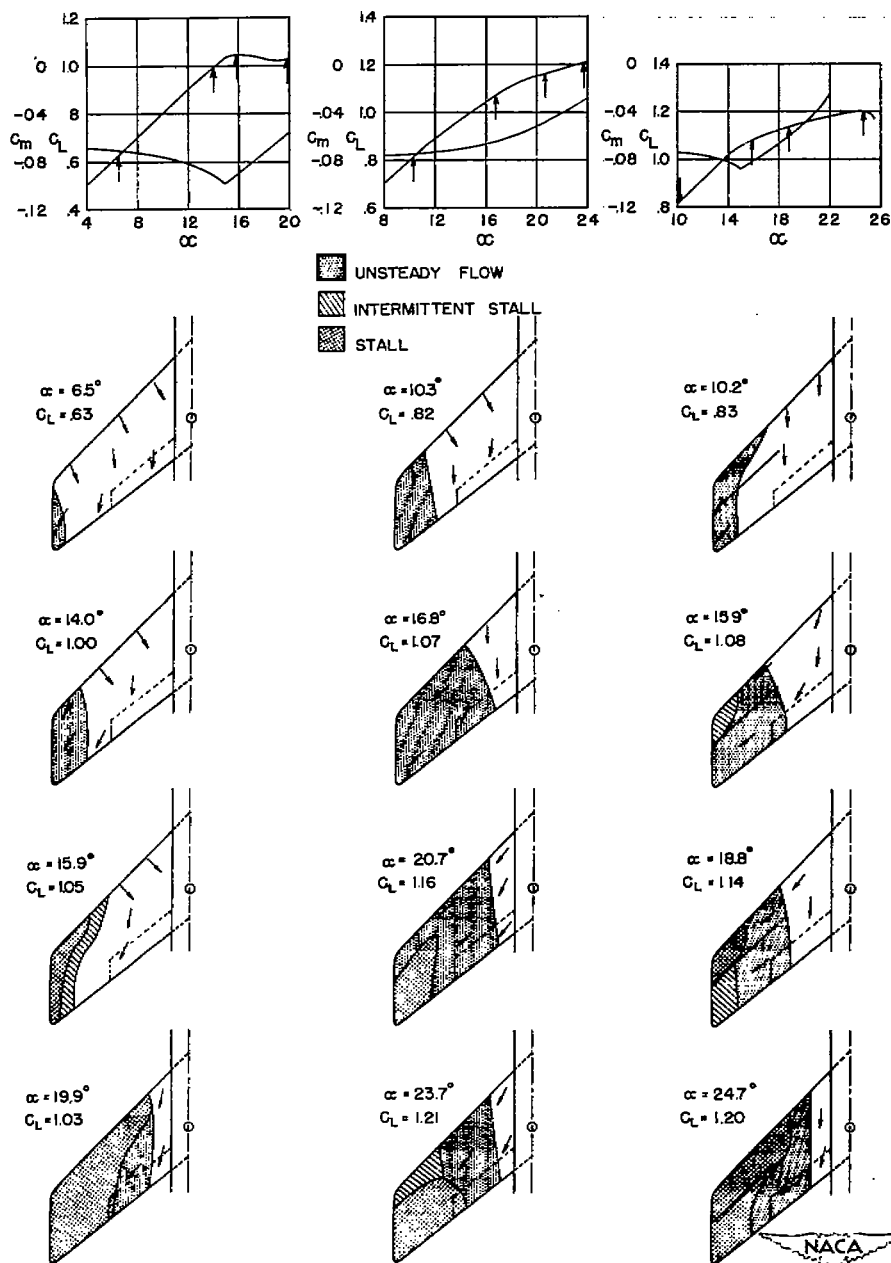 1.2
0 1.0
-.04 .8
Cm CL
-.08 .6
-.12 .4
4 8 12 16 20
∝
1.4
0 1.2
-.04 1.0
Cm CL
-.08 .8
-.12 .6
8 12 16 20 24
∝
1.4
0
-.04 1.2
Cm CL
-.08 1.0
-.12 .8
10 14 18 22 26
∝
UNSTEADY FLOW
INTERMITTENT STALL
STALL
∝ = 6.5°
CL = .63
∝ = 10.3°
CL = .82
∝ = 10.2°
CL = .83
∝ = 14.0°
CL = 1.00
∝ = 16.8°
CL = 1.07
∝ = 15.9°
CL = 1.08
∝ = 15.9°
CL = 1.05
∝ = 20.7°
CL = 1.16
∝ = 18.8°
CL = 1.14
∝ = 19.9°
CL = 1.03
∝ = 23.7°
CL = 1.21
∝ = 24.7°
CL = 1.20
NACA